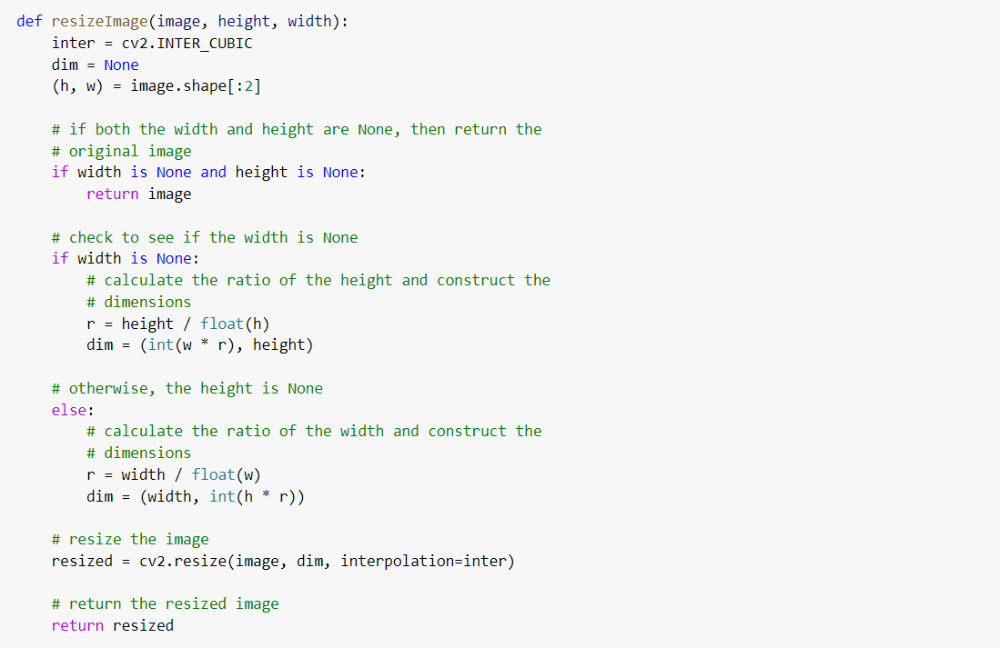 def resizeImage(image, height, width):
    inter = cv2.INTER_CUBIC
    dim = None
    (h, w) = image.shape[:2]

    # if both the width and height are None, then return the
    # original image
    if width is None and height is None:
        return image

    # check to see if the width is None
    if width is None:
        # calculate the ratio of the height and construct the
        # dimensions
        r = height / float(h)
        dim = (int(w * r), height)

    # otherwise, the height is None
    else:
        # calculate the ratio of the width and construct the
        # dimensions
        r = width / float(w)
        dim = (width, int(h * r))

    # resize the image
    resized = cv2.resize(image, dim, interpolation=inter)

    # return the resized image
    return resized